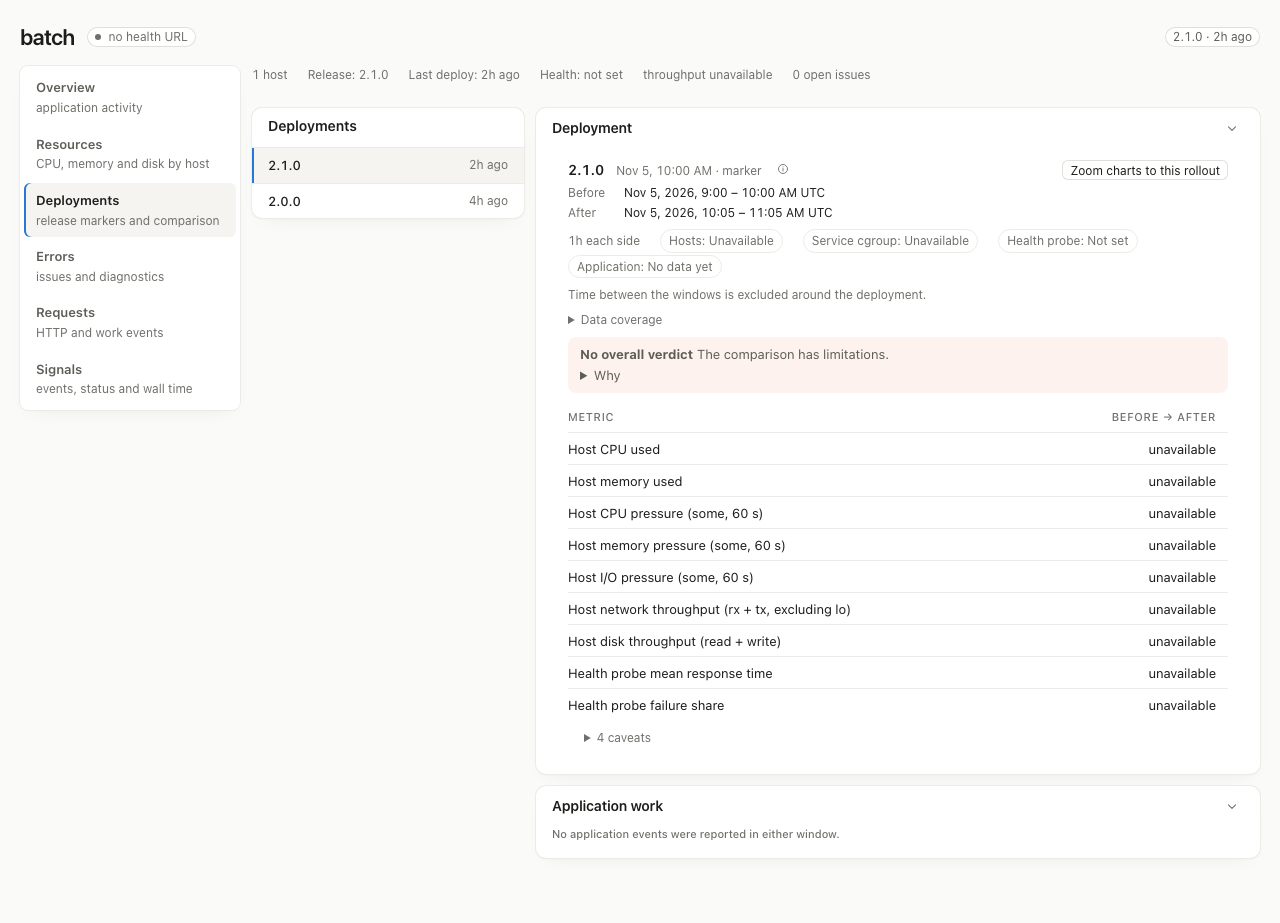 batch
no health URL
2.1.0 · 2h ago
Overview
application activity
Resources
CPU, memory and disk by host
Deployments
release markers and comparison
Errors
issues and diagnostics
Requests
HTTP and work events
Signals
events, status and wall time
1 host Release: 2.1.0 Last deploy: 2h ago Health: not set throughput unavailable 0 open issues
Deployments
2.1.0 2h ago
2.0.0 4h ago
Deployment
2.1.0 Nov 5, 10:00 AM · marker
Zoom charts to this rollout
Before Nov 5, 2026, 9:00 – 10:00 AM UTC
After Nov 5, 2026, 10:05 – 11:05 AM UTC
1h each side Hosts: Unavailable Service cgroup: Unavailable Health probe: Not set
Application: No data yet
Time between the windows is excluded around the deployment.
Data coverage
No overall verdict The comparison has limitations.
Why
METRIC BEFORE → AFTER
Host CPU used unavailable
Host memory used unavailable
Host CPU pressure (some, 60 s) unavailable
Host memory pressure (some, 60 s) unavailable
Host I/O pressure (some, 60 s) unavailable
Host network throughput (rx + tx, excluding lo) unavailable
Host disk throughput (read + write) unavailable
Health probe mean response time unavailable
Health probe failure share unavailable
4 caveats
Application work
No application events were reported in either window.